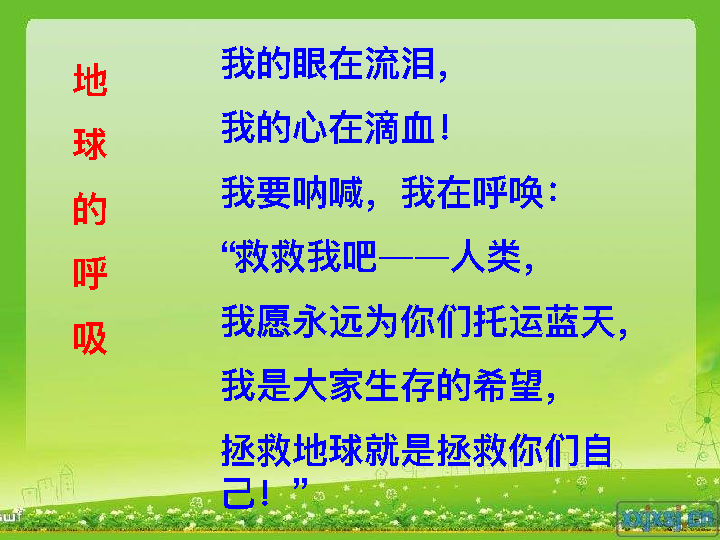 地球的呼吸
我的眼在流泪，
我的心在滴血！
我要呐喊，我在呼唤：
“救救我吧——人类，
我愿永远为你们托运蓝天，
我是大家生存的希望，
拯救地球就是拯救你们自
己！”